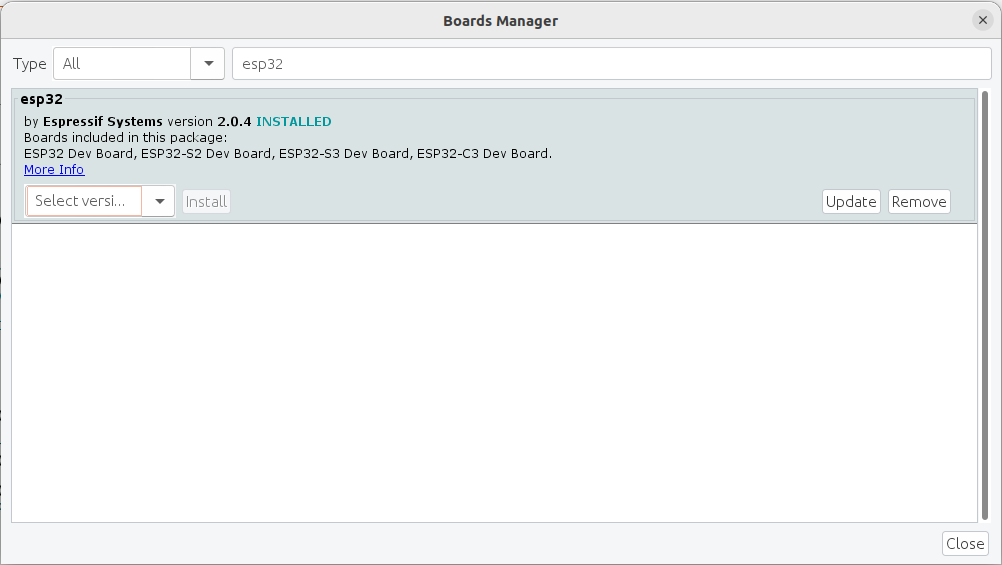 Boards Manager
Type All esp32
esp32
by Espressif Systems version 2.0.4 INSTALLED
Boards included in this package:
ESP32 Dev Board, ESP32-S2 Dev Board, ESP32-S3 Dev Board, ESP32-C3 Dev Board.
More Info
Select versi... Install Update Remove
Close